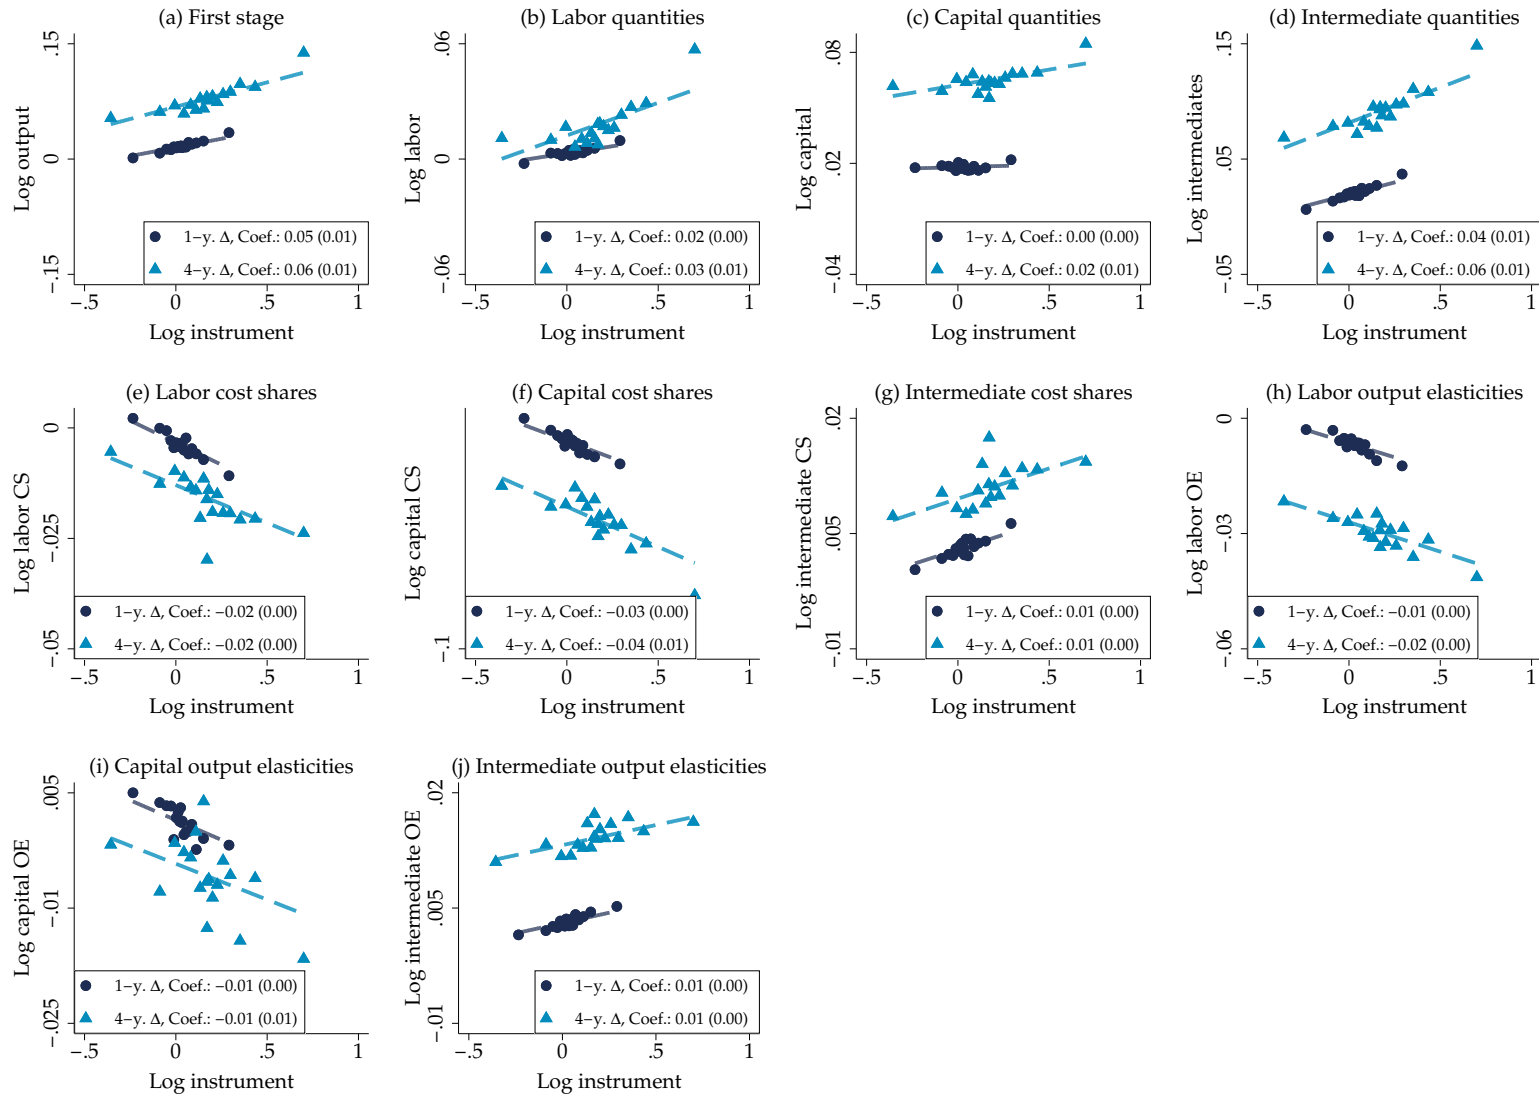 (a) First stage
.15
0
−.15
Log output
1−y. Δ, Coef.: 0.05 (0.01)
4−y. Δ, Coef.: 0.06 (0.01)
−.5 0 .5 1
Log instrument
(b) Labor quantities
.06
0
−.06
Log labor
1−y. Δ, Coef.: 0.02 (0.00)
4−y. Δ, Coef.: 0.03 (0.01)
−.5 0 .5 1
Log instrument
(c) Capital quantities
.08
.02
−.04
Log capital
1−y. Δ, Coef.: 0.00 (0.00)
4−y. Δ, Coef.: 0.02 (0.01)
−.5 0 .5 1
Log instrument
(d) Intermediate quantities
.15
.05
−.05
Log intermediates
1−y. Δ, Coef.: 0.04 (0.01)
4−y. Δ, Coef.: 0.06 (0.01)
−.5 0 .5 1
Log instrument
(e) Labor cost shares
0
−.025
−.05
Log labor CS
1−y. Δ, Coef.: −0.02 (0.00)
4−y. Δ, Coef.: −0.02 (0.00)
−.5 0 .5 1
Log instrument
(f) Capital cost shares
−.1
Log capital CS
1−y. Δ, Coef.: −0.03 (0.00)
4−y. Δ, Coef.: −0.04 (0.01)
−.5 0 .5 1
Log instrument
(g) Intermediate cost shares
.02
.005
−.01
Log intermediate CS
1−y. Δ, Coef.: 0.01 (0.00)
4−y. Δ, Coef.: 0.01 (0.00)
−.5 0 .5 1
Log instrument
(h) Labor output elasticities
0
−.03
−.06
Log labor OE
1−y. Δ, Coef.: −0.01 (0.00)
4−y. Δ, Coef.: −0.02 (0.00)
−.5 0 .5 1
Log instrument
(i) Capital output elasticities
.005
−.01
−.025
Log capital OE
1−y. Δ, Coef.: −0.01 (0.00)
4−y. Δ, Coef.: −0.01 (0.01)
−.5 0 .5 1
Log instrument
(j) Intermediate output elasticities
.02
.005
−.01
Log intermediate OE
1−y. Δ, Coef.: 0.01 (0.00)
4−y. Δ, Coef.: 0.01 (0.00)
−.5 0 .5 1
Log instrument